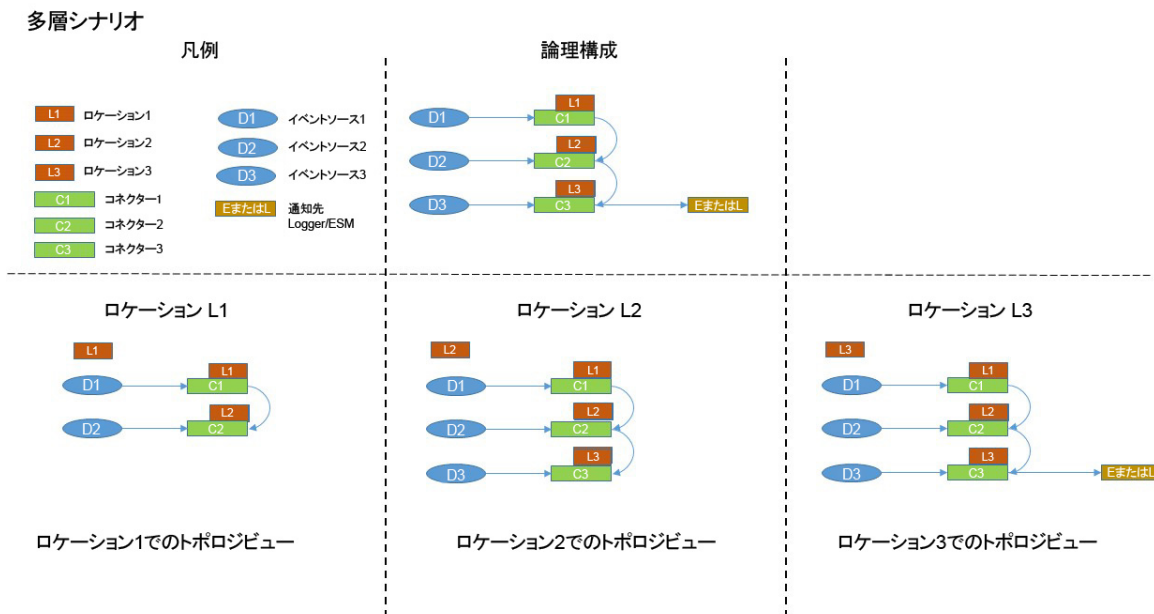 多層シナリオ
凡例
L1 ロケーション1
L2 ロケーション2
L3 ロケーション3
C1 コネクター1
C2 コネクター2
C3 コネクター3
D1 イベントソース1
D2 イベントソース2
D3 イベントソース3
EまたはL 通知先
Logger/ESM
論理構成
L1
D1 C1
L2
D2 C2
L3
D3 C3 EまたはL
ロケーション L1
L1
L1
D1 C1
L2
D2 C2
ロケーション1でのトポロジビュー
ロケーション L2
L2
L1
D1 C1
L2
D2 C2
L3
D3 C3
ロケーション2でのトポロジビュー
ロケーション L3
L3
L1
D1 C1
L2
D2 C2
L3
D3 C3 EまたはL
ロケーション3でのトポロジビュー